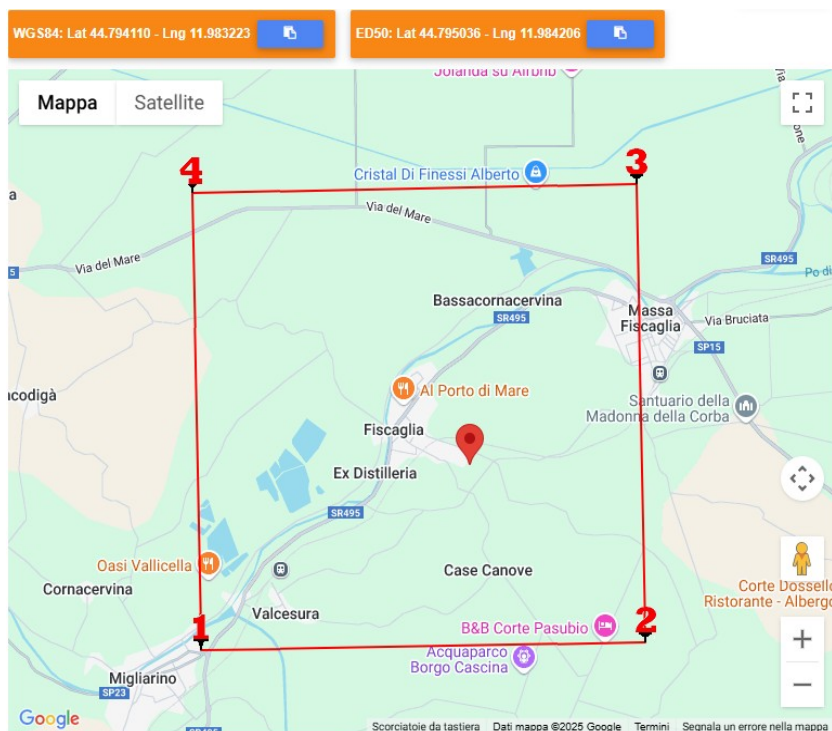 WGS84: Lat 44.794110 - Lng 11.983223
ED50: Lat 44.795036 - Lng 11.984206
Jolanda su Airbnb
Mappa
Satellite
4
3
Cristal Di Finessi Alberto
a
Via del Mare
Via del Mare
SR495
5
Po di
Bassacornacervina
Massa
Fiscaglia
SR495
Via Bruciata
SP15
Al Porto di Mare
acodigà
Santuario della
Madonna della Corba
Fiscaglia
Ex Distilleria
SR495
Oasi Vallicella
Case Canove
Cornacervina
Corte Dossello
Ristorante - Albergo
Valcesura
1
2
B&B Corte Pasubio
Acquaparco
Borgo Cascina
Migliarino
SP23
Google
SR495
Scorciatoie da tastiera
Dati mappa ©2025 Google
Termini
Segnala un errore nella mappa